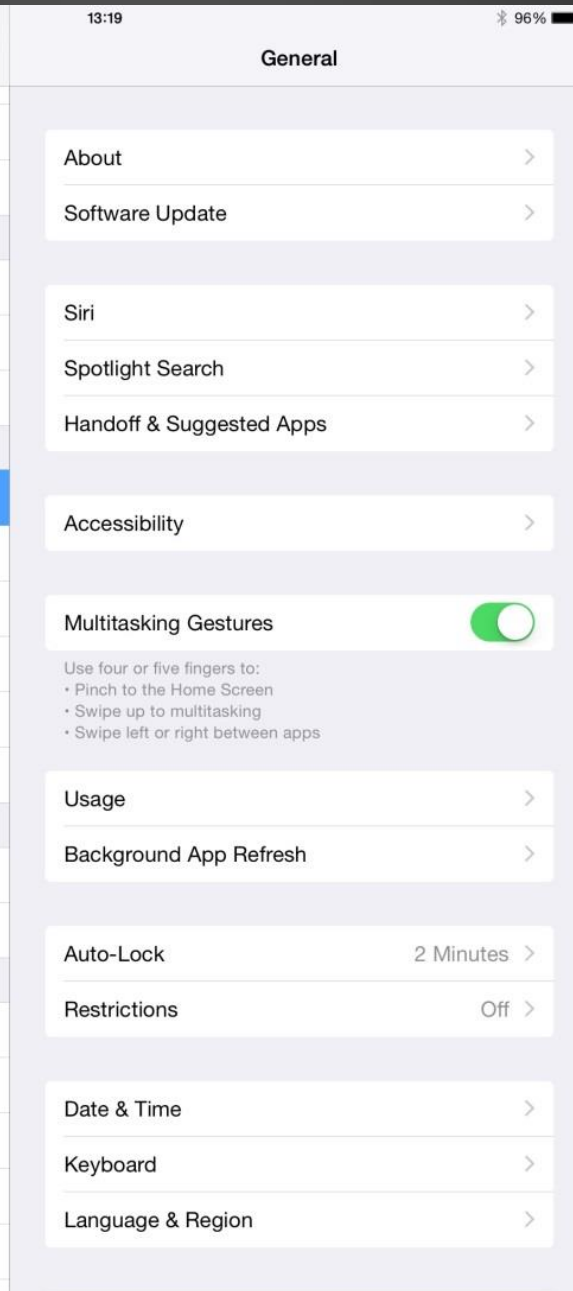 13:19 96%
General
About
Software Update
Siri
Spotlight Search
Handoff & Suggested Apps
Accessibility
Multitasking Gestures
Use four or five fingers to:
• Pinch to the Home Screen
• Swipe up to multitasking
• Swipe left or right between apps
Usage
Background App Refresh
Auto-Lock 2 Minutes
Restrictions Off
Date & Time
Keyboard
Language & Region